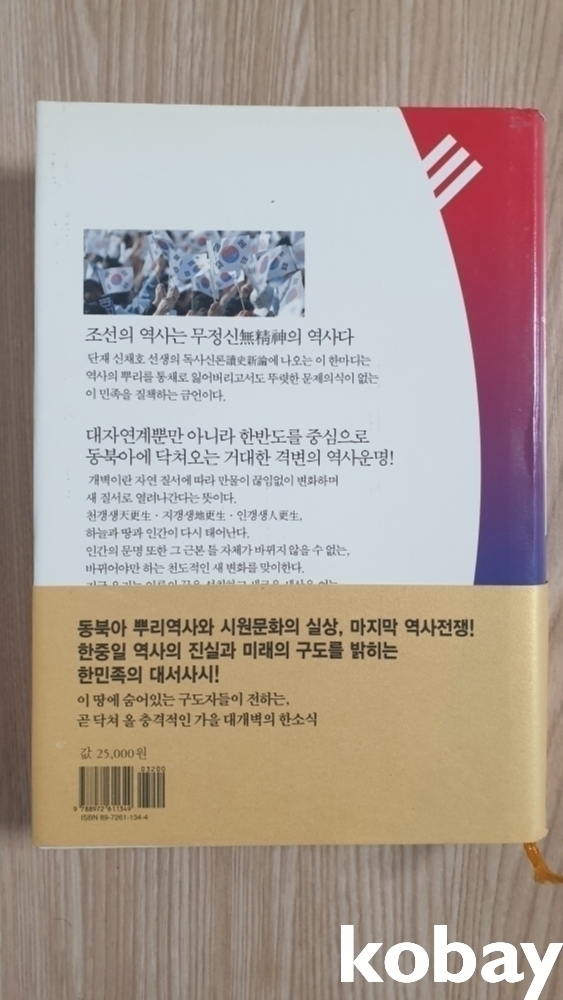 조선의 역사는 무정신無精神의 역사다
단재 신채호 선생의 독사신론讀史新論에 나오는 이 한마디는
역사의 뿌리를 통채로 잃어버리고서도 뚜렷한 문제의식이 없는
이 민족을 질책하는 금언이다.
대자연계뿐만 아니라 한반도를 중심으로
동북아에 닥쳐오는 거대한 격변의 역사운명!
개벽이란 자연 질서에 따라 만물이 끊임없이 변화하며
새 질서로 열려나간다는 뜻이다.
천갱생天更生 · 지갱생地更生 · 인갱생人更生,
하늘과 땅과 인간이 다시 태어난다.
인간의 문명 또한 그 근본 틀 자체가 바뀌지 않을 수 없는,
바뀌어야만 하는 천도적인 새 변화를 맞이한다.
동북아 뿌리역사와 시원문화의 실상, 마지막 역사전쟁!
한중일 역사의 진실과 미래의 구도를 밝히는
한민족의 대서사시!
이 땅에 숨어있는 구도자들이 전하는,
곧 닥쳐 올 충격적인 가을 대개벽의 한소식
값 25,000원
03200
9 788972 611349
ISBN 89-7261-134-4
kobay